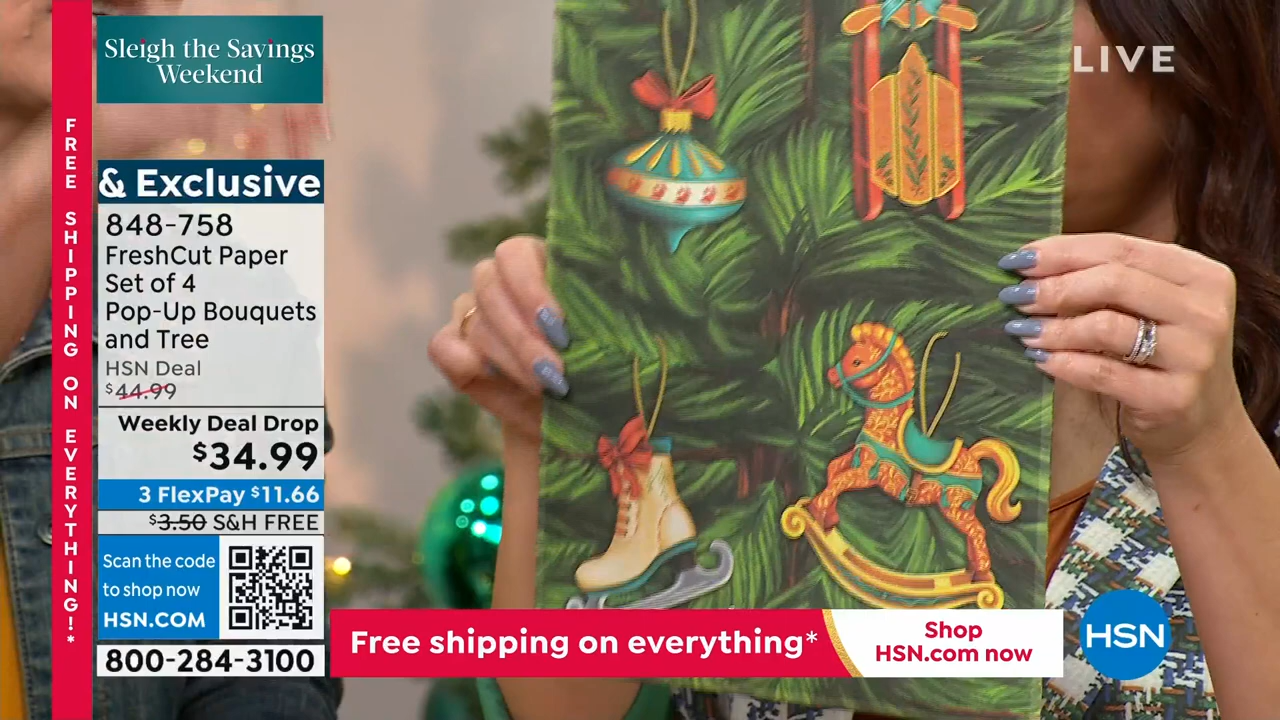 Sleigh the Savings
Weekend
LIVE
FREE SHIPPING ON EVERYTHING!*
& Exclusive
848-758
FreshCut Paper
Set of 4
Pop-Up Bouquets
and Tree
HSN Deal
$44.99
Weekly Deal Drop
$34.99
3 FlexPay $11.66
$3.50 S&H FREE
Scan the code
to shop now
HSN.COM
800-284-3100
Free shipping on everything*
Shop
HSN.com now
HSN